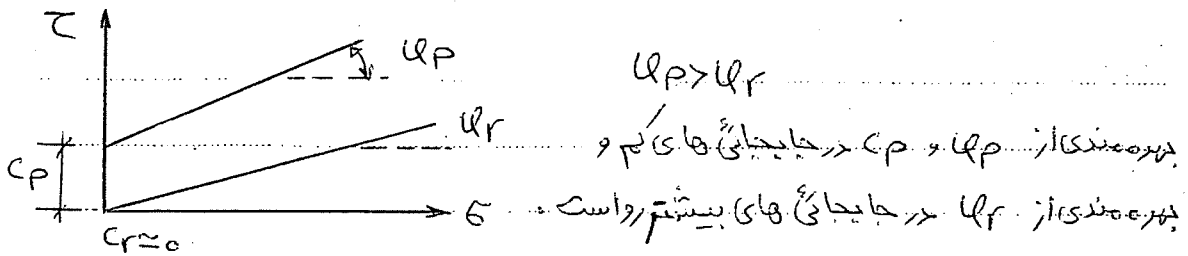 τ
φp
φp>φr
φr
بهره‌مندی از φp و cp در جابجائی های کم و
cp
بهره‌مندی از φr در جابجائی های بیشتر رواست.
σ
cr≃0